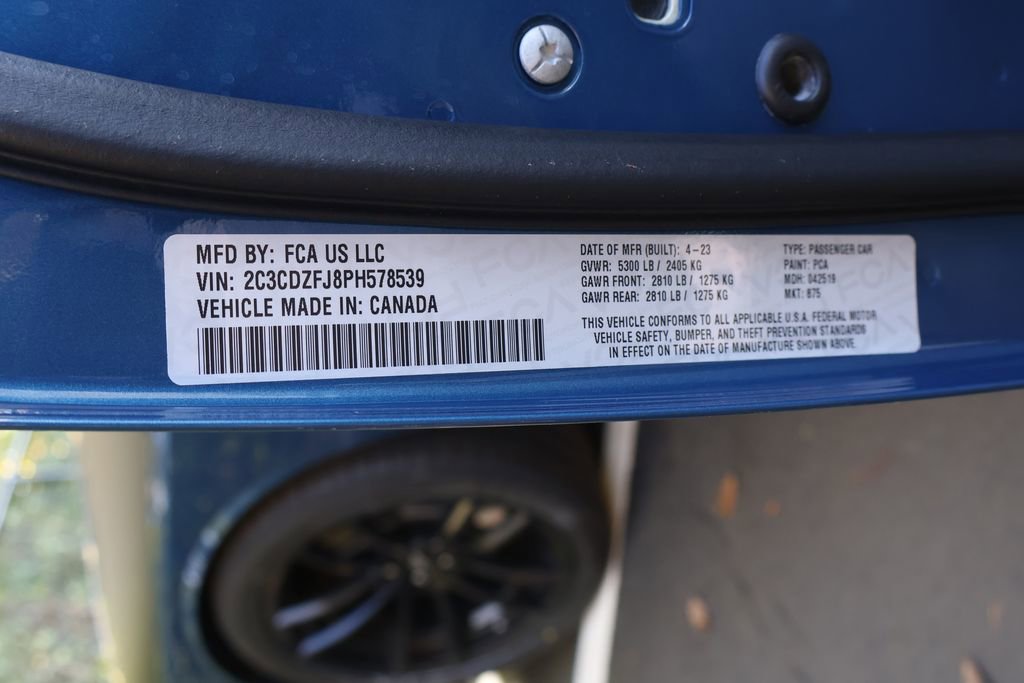 MFD BY: FCA US LLC
VIN: 2C3CDZFJ8PH578539
VEHICLE MADE IN: CANADA
DATE OF MFR (BUILT): 4-23
GVWR: 5300 LB / 2405 KG
GAWR FRONT: 2810 LB / 1275 KG
GAWR REAR: 2810 LB / 1275 KG
TYPE: PASSENGER CAR
PAINT: PCA
MDH: 042519
MKT: 875
THIS VEHICLE CONFORMS TO ALL APPLICABLE U.S.A. FEDERAL MOTOR
VEHICLE SAFETY, BUMPER, AND THEFT PREVENTION STANDARDS
IN EFFECT ON THE DATE OF MANUFACTURE SHOWN ABOVE.